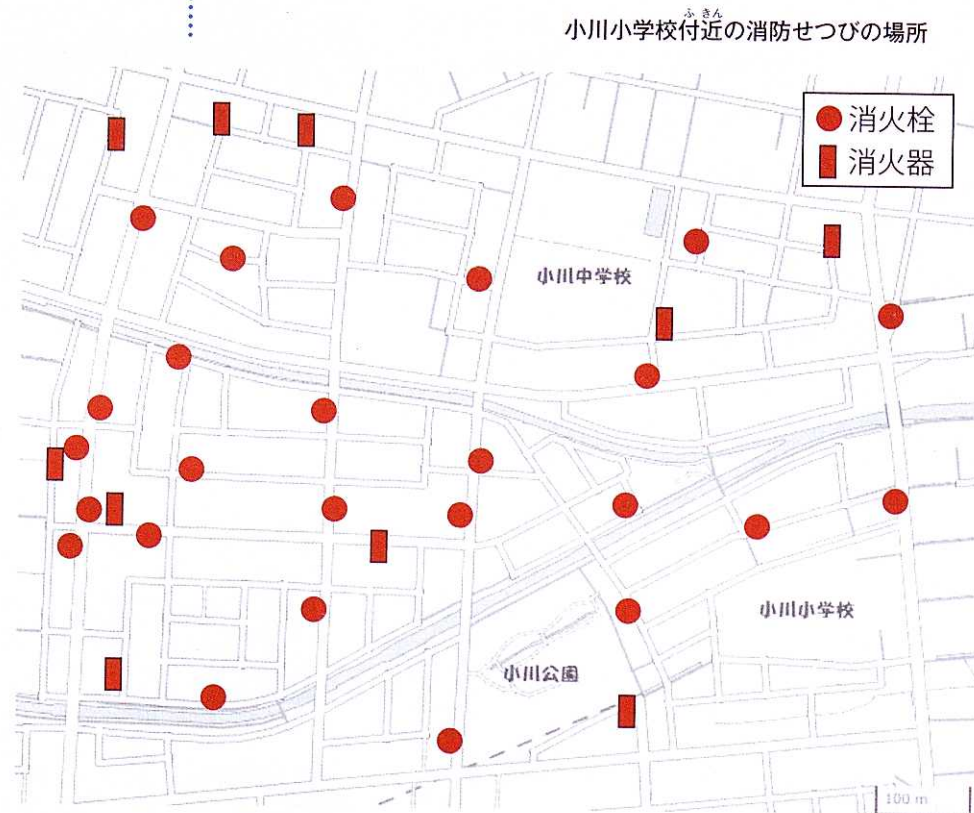 小川小学校付近の消防せつびの場所
ふ きん
消火栓
消火器
小川中学校
小川小学校
小川公園
100 m